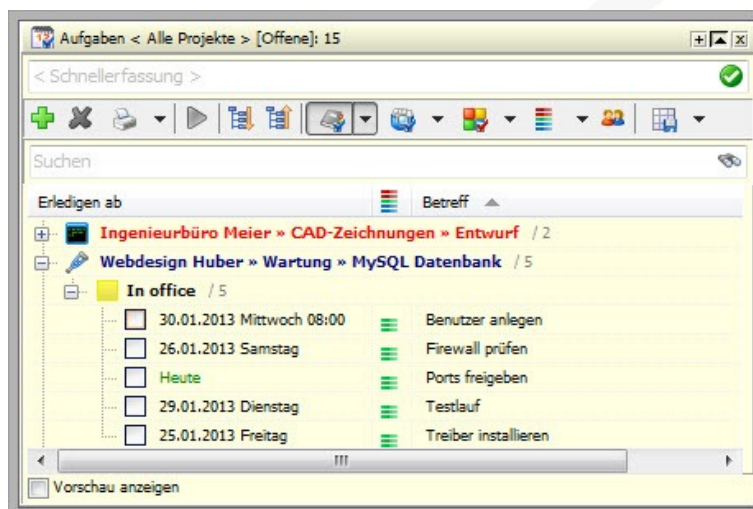 Aufgaben < Alle Projekte > [Offene]: 15
< Schnellerfassung >
Suchen
Erledigen ab Betreff
Ingenieurbüro Meier » CAD-Zeichnungen » Entwurf / 2
Webdesign Huber » Wartung » MySQL Datenbank / 5
In office / 5
30.01.2013 Mittwoch 08:00 Benutzer anlegen
26.01.2013 Samstag Firewall prüfen
Heute Ports freigeben
29.01.2013 Dienstag Testlauf
25.01.2013 Freitag Treiber installieren
Vorschau anzeigen